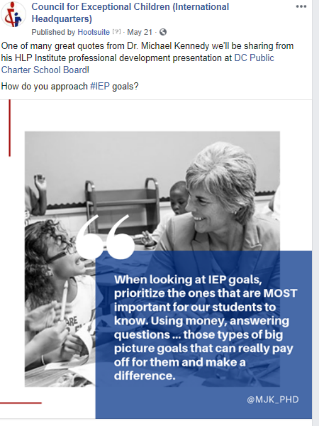 Council for Exceptional Children (International
Headquarters)
Published by Hootsuite [?] · May 21 ·
One of many great quotes from Dr. Michael Kennedy we'll be sharing from
his HLP Institute professional development presentation at DC Public
Charter School Board!
How do you approach #IEP goals?
When looking at IEP goals,
prioritize the ones that are MOST
important for our students to
know. Using money, answering
questions ... those types of big
picture goals that can really pay
off for them and make a
difference.
@MJK_PHD